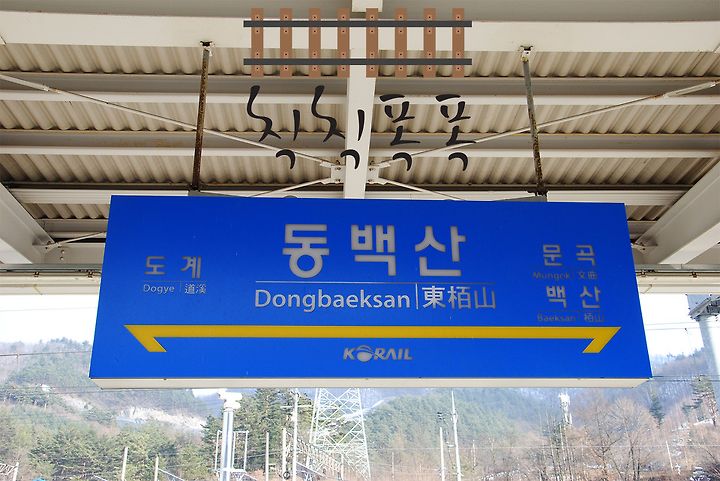 칙칙폭폭
동백산
Dongbaeksan 東栢山
도계
Dogye 道溪
문곡
Mungok 文曲
백산
Baeksan 栢山
KORAIL